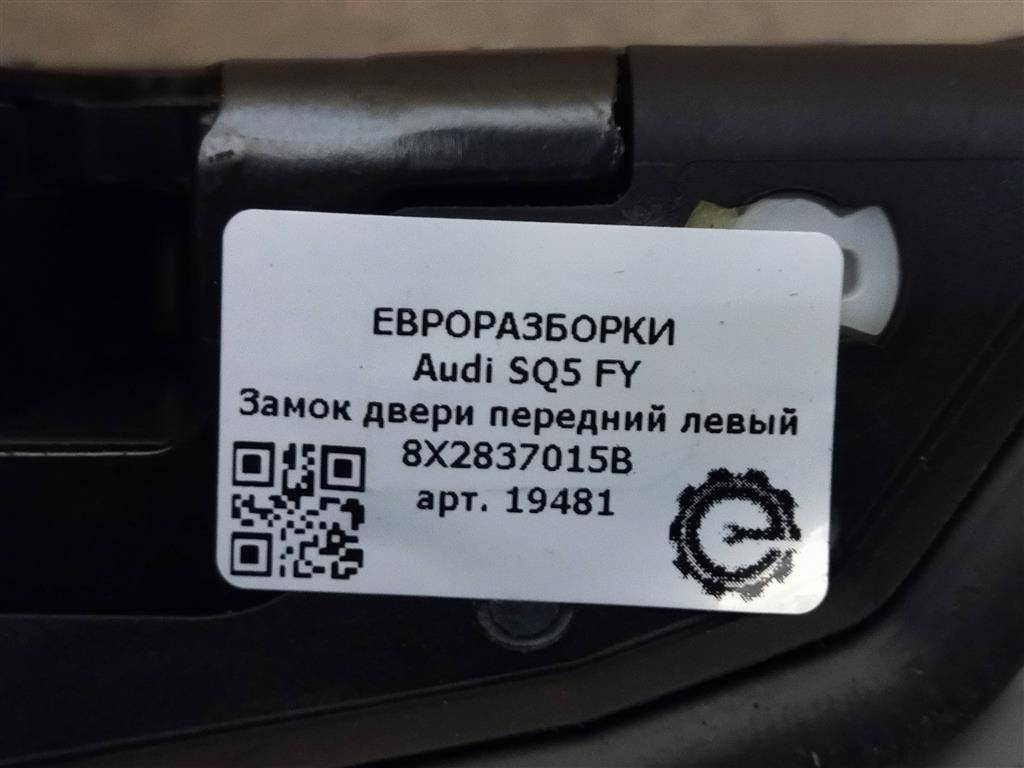 ЕВРОРАЗБОРКИ
Audi SQ5 FY
Замок двери передний левый
8X2837015B
арт. 19481